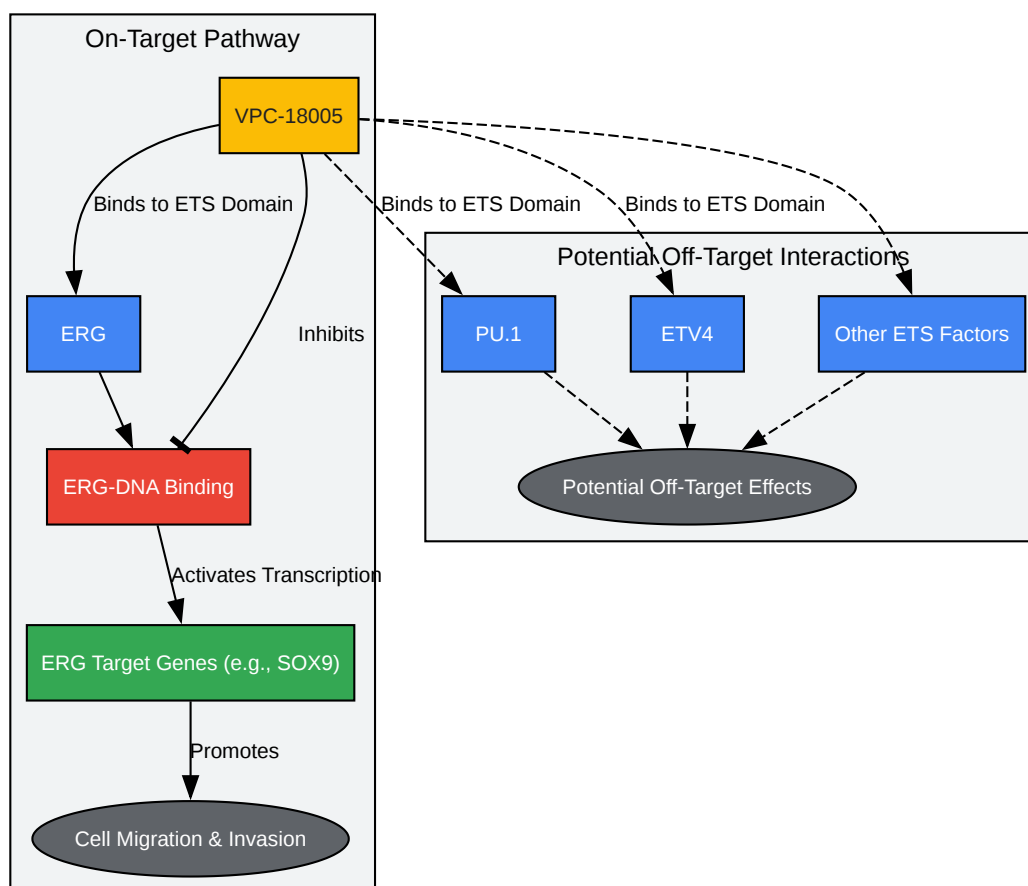 On-Target Pathway
VPC-18005
Binds to ETS Domain
Binds to ETS Domain
Binds to ETS Domain
Potential Off-Target Interactions
ERG
Inhibits
PU.1
ETV4
Other ETS Factors
ERG-DNA Binding
Potential Off-Target Effects
Activates Transcription
ERG Target Genes (e.g., SOX9)
Promotes
Cell Migration & Invasion